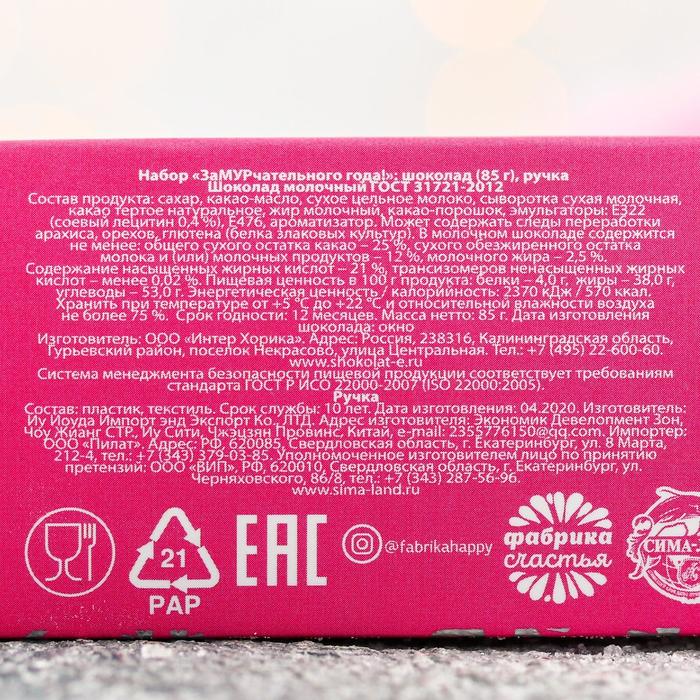 Набор «ЗаМУРчательного года!»: шоколад (85 г), ручка
Шоколад молочный ГОСТ 31721-2012
Состав продукта: сахар, какао-масло, сухое цельное молоко, сыворотка сухая молочная,
какао тертое натуральное, жир молочный, какао-порошок, эмульгаторы: Е322
(соевый лецитин 0,4 %), Е476, ароматизатор. Может содержать следы переработки
арахиса, орехов, глютена (белка злаковых культур). В молочном шоколаде содержится
не менее: общего сухого остатка какао – 25 %, сухого обезжиренного остатка
молока и (или) молочных продуктов – 12 %, молочного жира – 2,5 %.
Содержание насыщенных жирных кислот – 21 %, трансизомеров ненасыщенных жирных
кислот – менее 0,02 %. Пищевая ценность в 100 г продукта: белки – 4,0 г, жиры – 38,0 г,
углеводы – 53,0 г. Энергетическая ценность / калорийность: 2370 кДж / 570 ккал.
Хранить при температуре от +5 °С до +22 °С и относительной влажности воздуха
не более 75 %. Срок годности: 12 месяцев. Масса нетто: 85 г. Дата изготовления
шоколада: окно
Изготовитель: ООО «Интер Хорика». Адрес: Россия, 238316, Калининградская область,
Гурьевский район, поселок Некрасово, улица Центральная. Тел.: +7 (495) 22-600-60.
www.shokolat-e.ru
Система менеджмента безопасности пищевой продукции соответствует требованиям
стандарта ГОСТ Р ИСО 22000-2007 (ISO 22000:2005).
Ручка
Состав: пластик, текстиль. Срок службы: 10 лет. Дата изготовления: 04.2020. Изготовитель:
Иу Иоуда Импорт энд Экспорт Ко., ЛТД. Адрес изготовителя: Экономик Девелопмент Зон,
Чоу Жианг СТР., Иу Сити, Чжэцзян Провинс, Китай, e-mail: 2355776150@qq.com. Импортер:
ООО «Пилат». Адрес: РФ, 620085, Свердловская область, г. Екатеринбург, ул. 8 Марта,
212-4, тел.: +7 (343) 379-03-85. Уполномоченное изготовителем лицо по принятию
претензий: ООО «ВИП», РФ, 620010, Свердловская область, г. Екатеринбург, ул.
Черняховского, 86/8, тел.: +7 (343) 287-56-96.
www.sima-land.ru
21
PAP
EAC
@fabrikahappy
фабрика
счастья
СИМА-